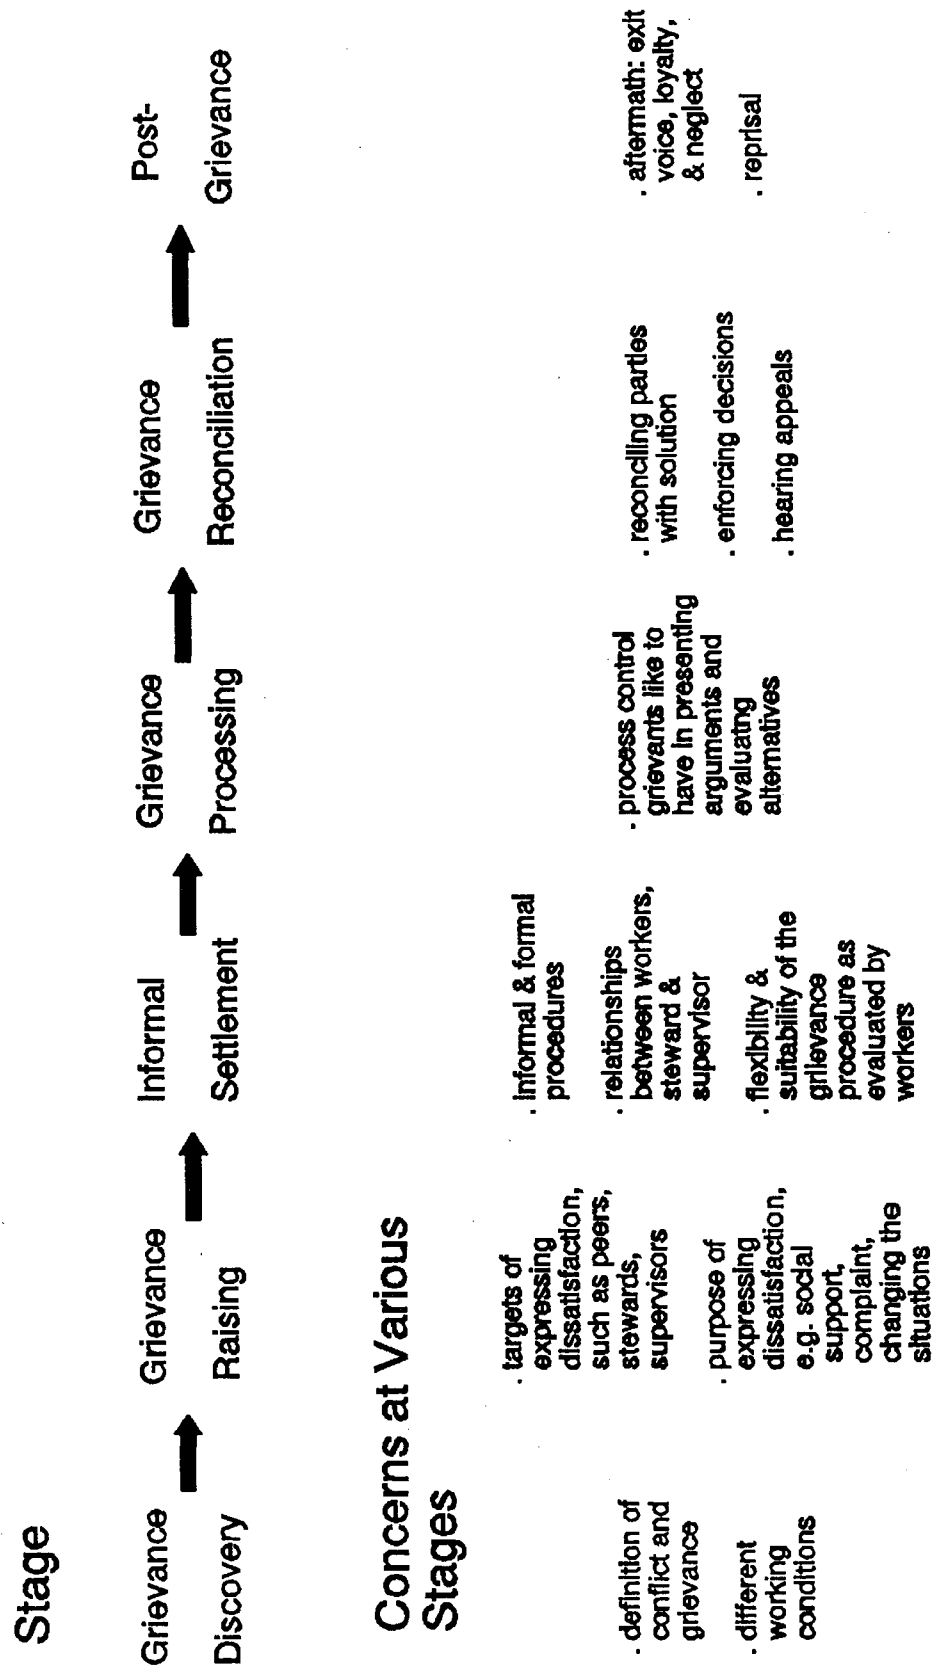 Stage
Grievance
Discovery
Grievance
Raising
Informal
Settlement
Grievance
Processing
Grievance
Reconciliation
Post-
Grievance
Concerns at Various
Stages
. definition of
conflict and
grievance
. different
working
conditions
. targets of
expressing
dissatisfaction,
such as peers,
stewards,
supervisors
. purpose of
expressing
dissatisfaction,
e.g. social
support,
complaint,
changing the
situations
. informal & formal
procedures
. relationships
between workers,
steward &
supervisor
. flexibility &
suitability of the
grievance
procedure as
evaluated by
workers
. process control
grievants like to
have in presenting
arguments and
evaluatng
alternatives
. reconciling parties
with solution
. enforcing decisions
. hearing appeals
. aftermath: exit
voice, loyalty,
& neglect
. reprisal